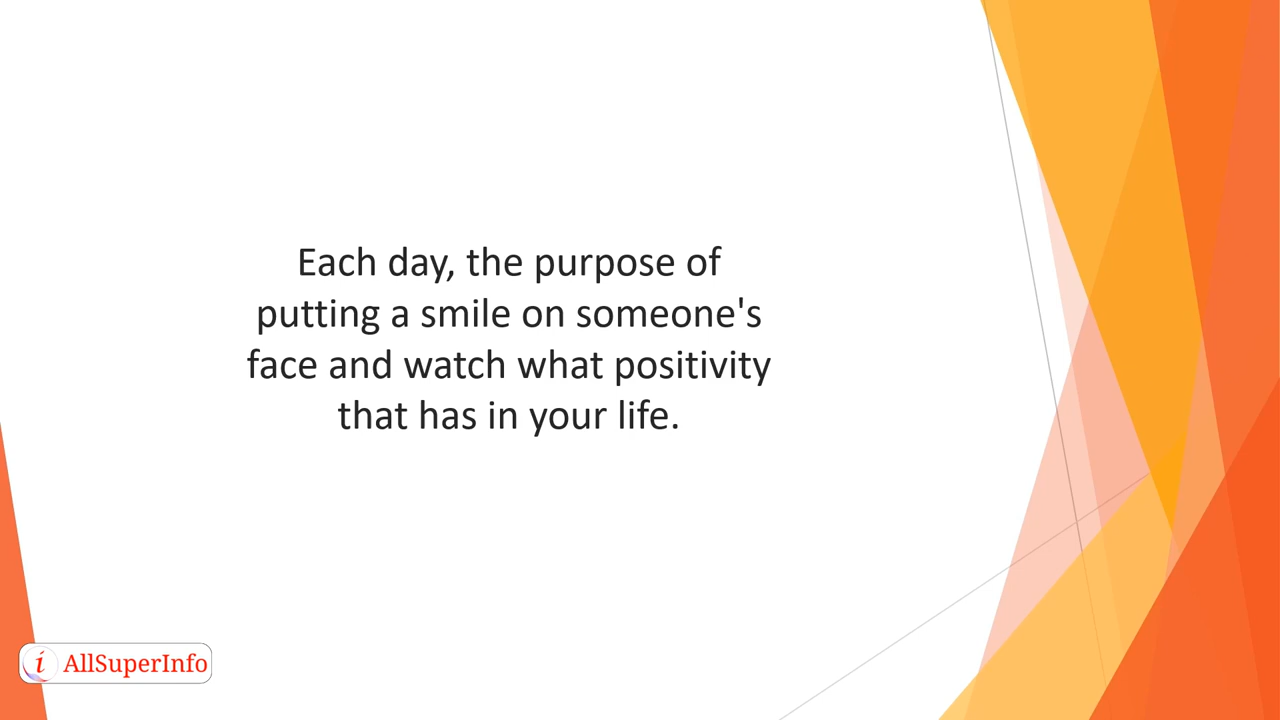 Each day, the purpose of
putting a smile on someone's
face and watch what positivity
that has in your life.
i AllSuperInfo